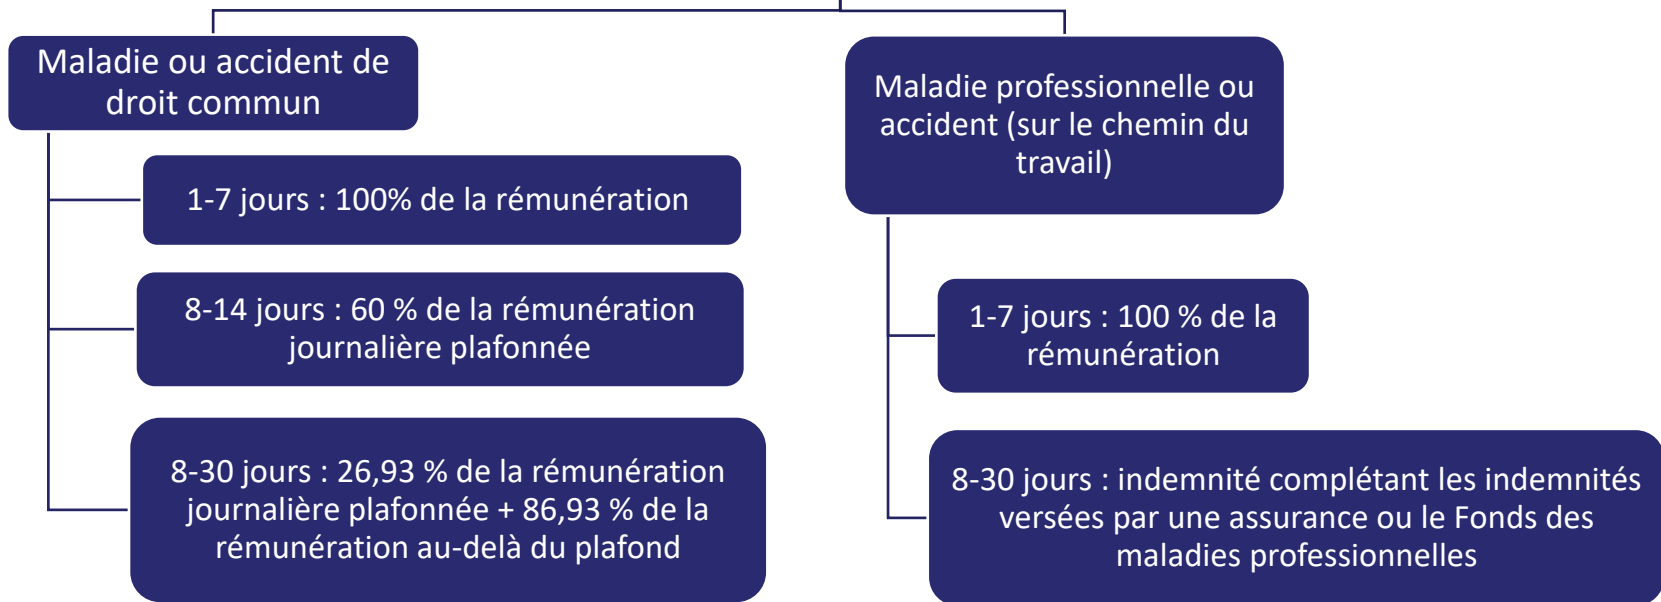 Maladie ou accident de
droit commun
1-7 jours : 100% de la rémunération
8-14 jours : 60 % de la rémunération
journalière plafonnée
8-30 jours : 26,93 % de la rémunération
journalière plafonnée + 86,93 % de la
rémunération au-delà du plafond
Maladie professionnelle ou
accident (sur le chemin du
travail)
1-7 jours : 100 % de la
rémunération
8-30 jours : indemnité complétant les indemnités
versées par une assurance ou le Fonds des
maladies professionnelles